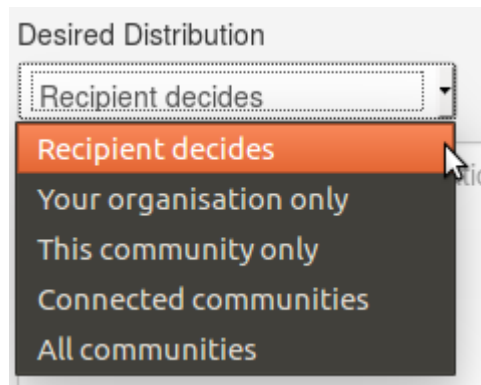 Desired Distribution
Recipient decides
Recipient decides
Your organisation only
This community only
Connected communities
All communities